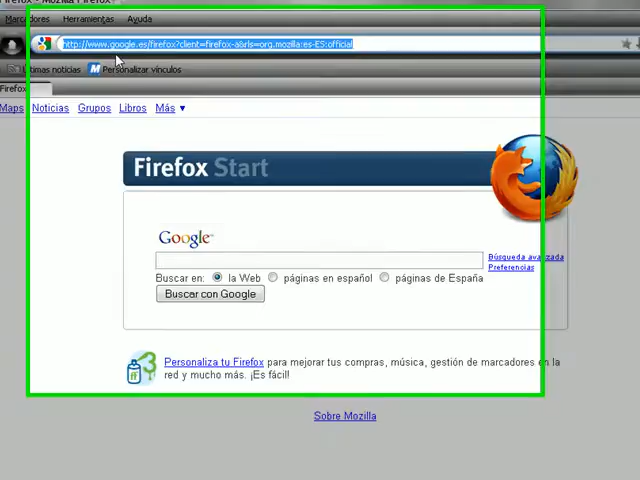 Firefox - Mozilla Firefox
Marcadores Herramientas Ayuda
http://www.google.es/firefox?client=firefox-a&rls=org.mozilla:es-ES:official
Últimas noticias Personalizar vínculos
Firefox
Maps Noticias Grupos Libros Más ▼
Firefox Start
Google™
Búsqueda avanzada
Preferencias
Buscar en: la Web páginas en español páginas de España
Buscar con Google
Personaliza tu Firefox para mejorar tus compras, música, gestión de marcadores en la
red y mucho más. ¡Es fácil!
Sobre Mozilla